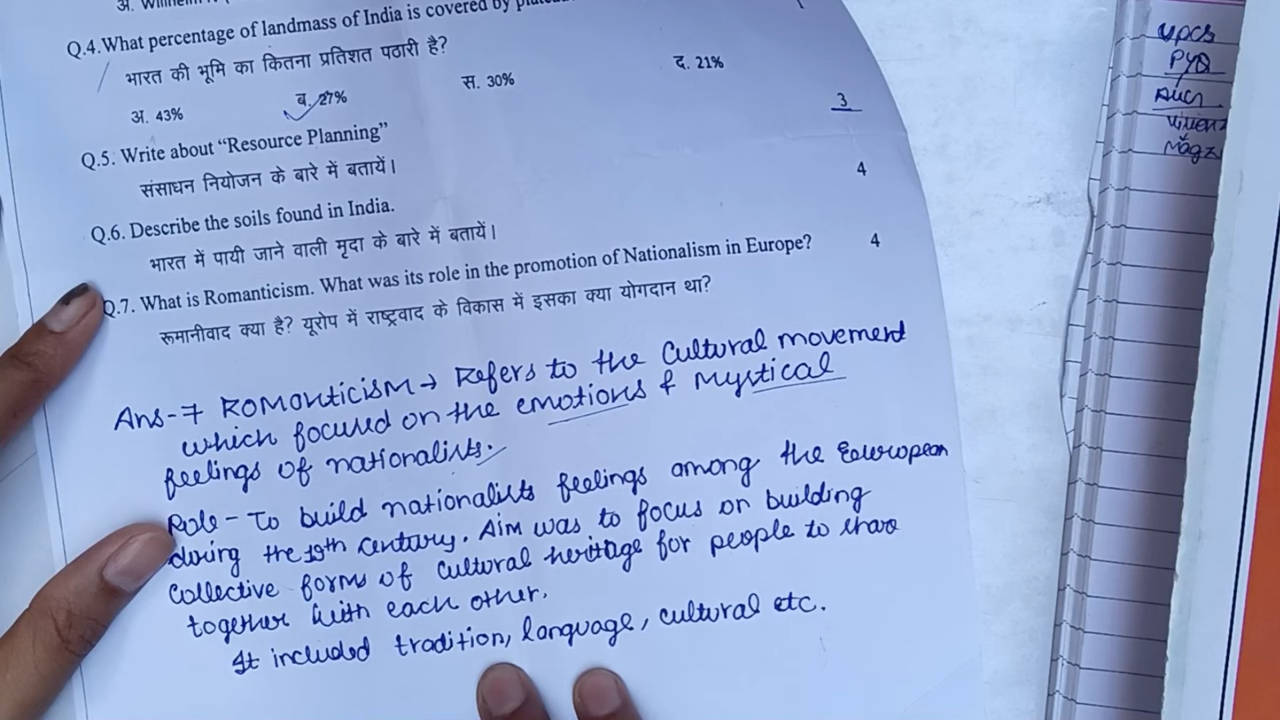 Q.4.What percentage of landmass of India is covered by
भारत की भूमि का कितना प्रतिशत पठारी है?
अ. 43% ब. 27% स. 30% द. 21%
3
Q.5. Write about “Resource Planning”
संसाधन नियोजन के बारे में बतायें।
4
Q.6. Describe the soils found in India.
भारत में पायी जाने वाली मृदा के बारे में बतायें।
Q.7. What is Romanticism. What was its role in the promotion of Nationalism in Europe? 4
रूमानीवाद क्या है? यूरोप में राष्ट्रवाद के विकास में इसका क्या योगदान था?
Ans-7 Romanticism → Refers to the cultural movement
which focused on the emotions & mystical
feelings of nationalists.
Role - To build nationalists feelings among the Eouropean
during the 19th century. Aim was to focus on building
collective forms of cultural heritage for people to share
together with each other.
It included tradition, language, cultural etc.
UPCS
PYQ